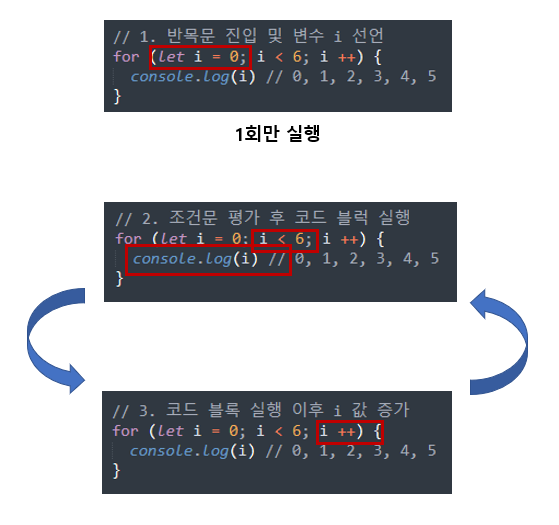 // 1. 반목문 진입 및 변수 i 선언
for (let i = 0; i < 6; i ++) {
console.log(i) // 0, 1, 2, 3, 4, 5
}
1회만 실행
// 2. 조건문 평가 후 코드 블럭 실행
for (let i = 0; i < 6; i ++) {
console.log(i) // 0, 1, 2, 3, 4, 5
}
// 3. 코드 블록 실행 이후 i 값 증가
for (let i = 0; i < 6; i ++) {
console.log(i) // 0, 1, 2, 3, 4, 5
}